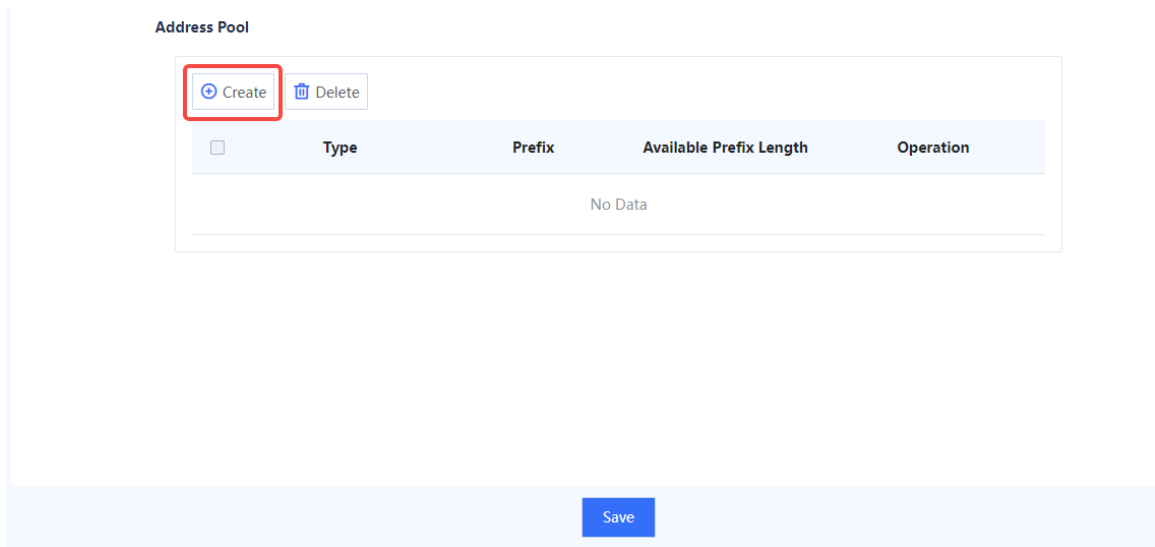 Address Pool
Create Delete
Type Prefix Available Prefix Length Operation
No Data
Save